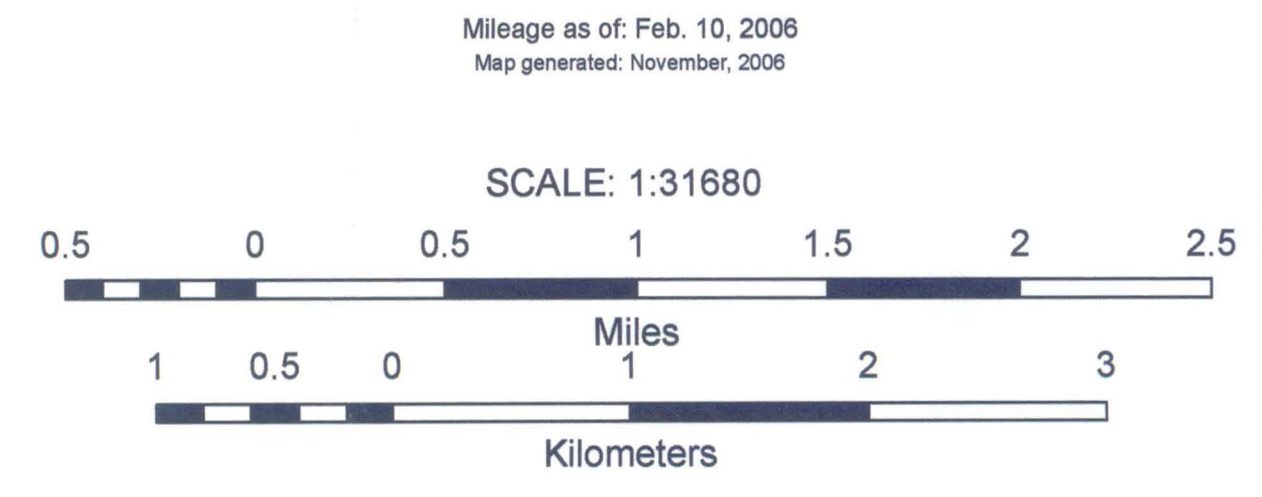 Mileage as of: Feb. 10, 2006
Map generated: November, 2006
SCALE: 1:31680
0.5 0 0.5 1 1.5 2 2.5
Miles
1 0.5 0 1 2 3
Kilometers